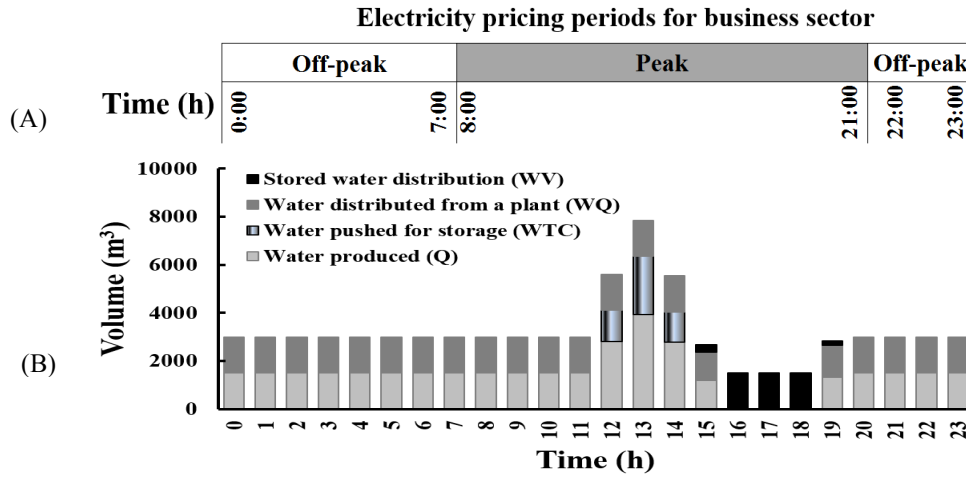 Electricity pricing periods for business sector
Off-peak Peak Off-peak
(A) Time (h) 0:00 7:00 8:00 21:00 22:00 23:00
10000
8000
6000
4000
2000
0
Volume (m³)
Stored water distribution (WV)
Water distributed from a plant (WQ)
Water pushed for storage (WTC)
Water produced (Q)
(B)
0 1 2 3 4 5 6 7 8 9 10 11 12 13 14 15 16 17 18 19 20 21 22 23
Time (h)